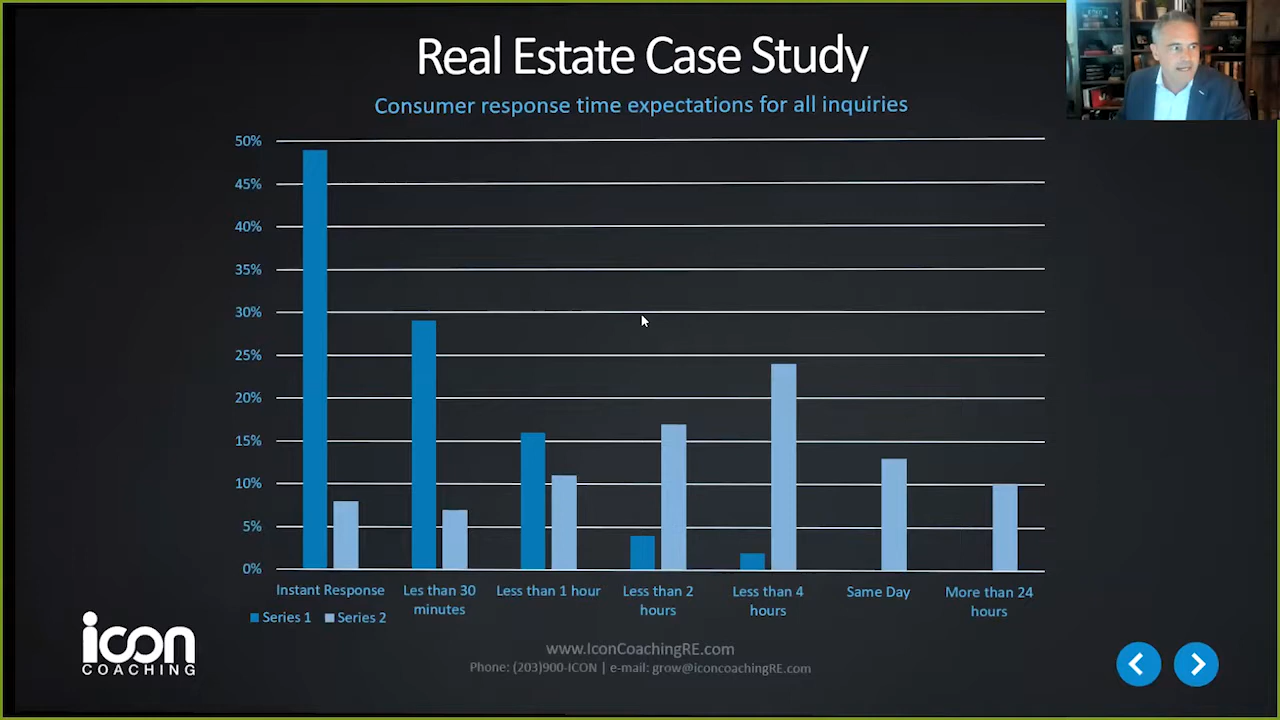 Real Estate Case Study
Consumer response time expectations for all inquiries
50%
45%
40%
35%
30%
25%
20%
15%
10%
5%
0%
Instant Response
Les than 30
minutes
Less than 1 hour
Less than 2
hours
Less than 4
hours
Same Day
More than 24
hours
Series 1
Series 2
icon
COACHING
www.IconCoachingRE.com
Phone: (203)900-ICON | e-mail: grow@iconcoachingRE.com